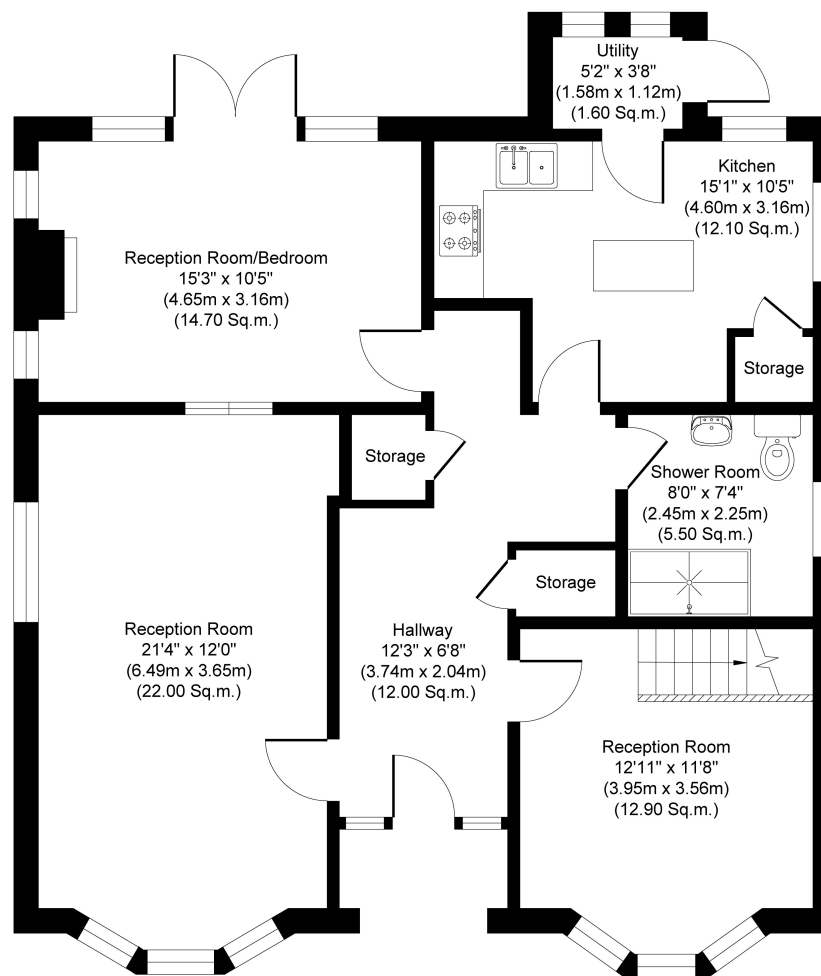 Utility
5'2" x 3'8"
(1.58m x 1.12m)
(1.60 Sq.m.)
Kitchen
15'1" x 10'5"
(4.60m x 3.16m)
(12.10 Sq.m.)
Reception Room/Bedroom
15'3" x 10'5"
(4.65m x 3.16m)
(14.70 Sq.m.)
Storage
Storage
Shower Room
8'0" x 7'4"
(2.45m x 2.25m)
(5.50 Sq.m.)
Storage
Reception Room
21'4" x 12'0"
(6.49m x 3.65m)
(22.00 Sq.m.)
Hallway
12'3" x 6'8"
(3.74m x 2.04m)
(12.00 Sq.m.)
Reception Room
12'11" x 11'8"
(3.95m x 3.56m)
(12.90 Sq.m.)